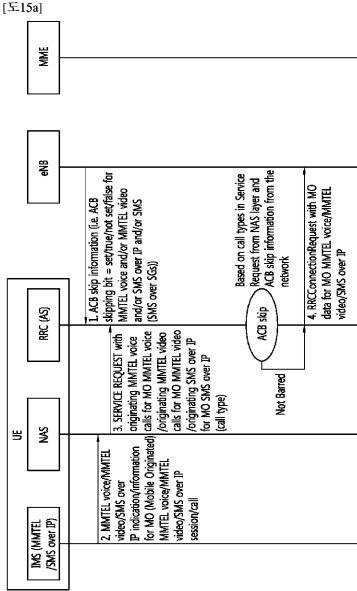 [도15a]
UE
IMS (MMTEL
/SMS over IP)
NAS
RRC (AS)
eNB
MME
1. ACB skip information (i.e. ACB
skipping bit = set/true/not set/false for
MMTEL voice and/or MMTEL video
and/or SMS over IP and/or SMS
(SMS over SGs))
2. MMTEL voice/MMTEL
video/SMS over
IP indication/information
for MO (Mobile Originated)
MMTEL voice/MMTEL
video/SMS over IP
session/call
3. SERVICE REQUEST with
originating MMTEL voice
calls for MO MMTEL voice
/originating MMTEL video
calls for MO MMTEL video
/originating SMS over IP
for MO SMS over IP
(call type)
ACB skip
Based on call types in Service
Request from NAS layer and
ACB skip information from the
network
Not Barred
4. RRCConnectionRequest with MO
data for MO MMTEL voice/MMTEL
video/SMS over IP